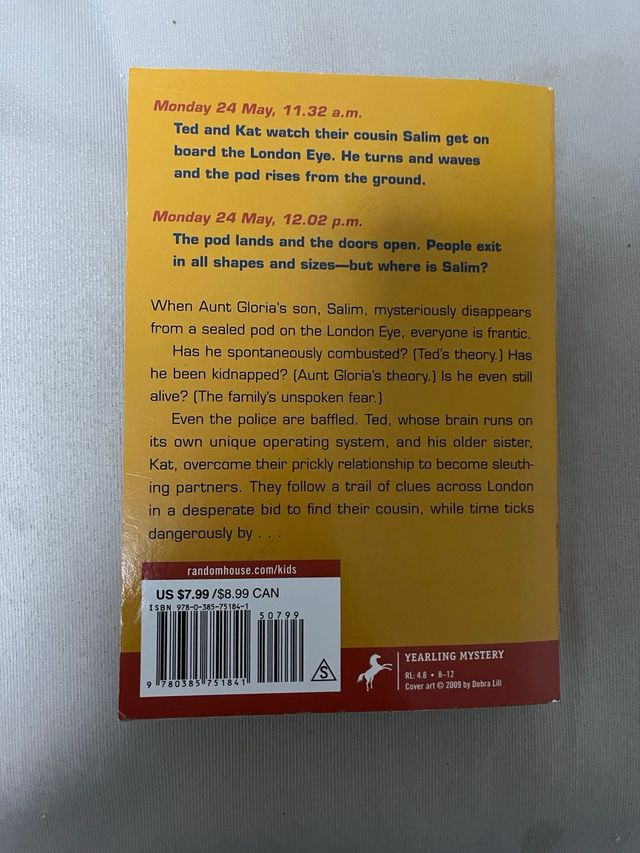 Monday 24 May, 11.32 a.m.
Ted and Kat watch their cousin Salim get on
board the London Eye. He turns and waves
and the pod rises from the ground.
Monday 24 May, 12.02 p.m.
The pod lands and the doors open. People exit
in all shapes and sizes—but where is Salim?
When Aunt Gloria's son, Salim, mysteriously disappears
from a sealed pod on the London Eye, everyone is frantic.
Has he spontaneously combusted? (Ted's theory.) Has
he been kidnapped? (Aunt Gloria's theory.) Is he even still
alive? (The family's unspoken fear.)
Even the police are baffled. Ted, whose brain runs on
its own unique operating system, and his older sister,
Kat, overcome their prickly relationship to become sleuth-
ing partners. They follow a trail of clues across London
in a desperate bid to find their cousin, while time ticks
dangerously by . . .
randomhouse.com/kids
US $7.99 /$8.99 CAN
ISBN 978-0-385-75184-1
50799
9 780385 751841
S
YEARLING MYSTERY
RL: 4.8 • 8–12
Cover art © 2009 by Debra Lill